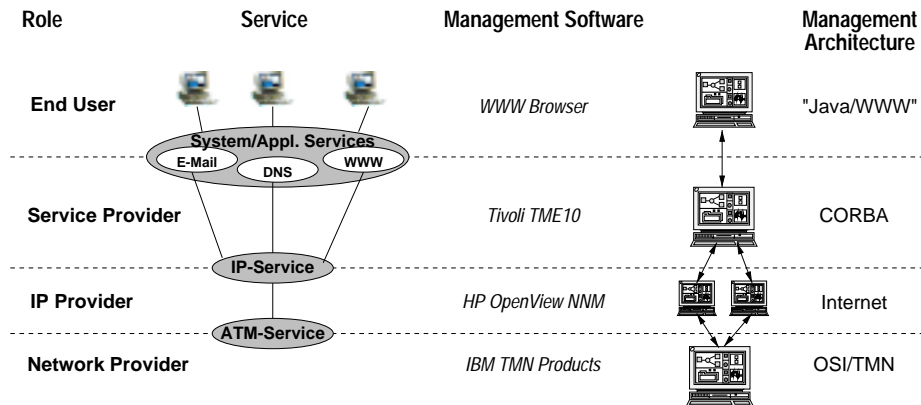 Role Service Management Software Management
Architecture
End User WWW Browser "Java/WWW"
System/Appl. Services
E-Mail DNS WWW
Service Provider Tivoli TME10 CORBA
IP-Service
IP Provider HP OpenView NNM Internet
ATM-Service
Network Provider IBM TMN Products OSI/TMN